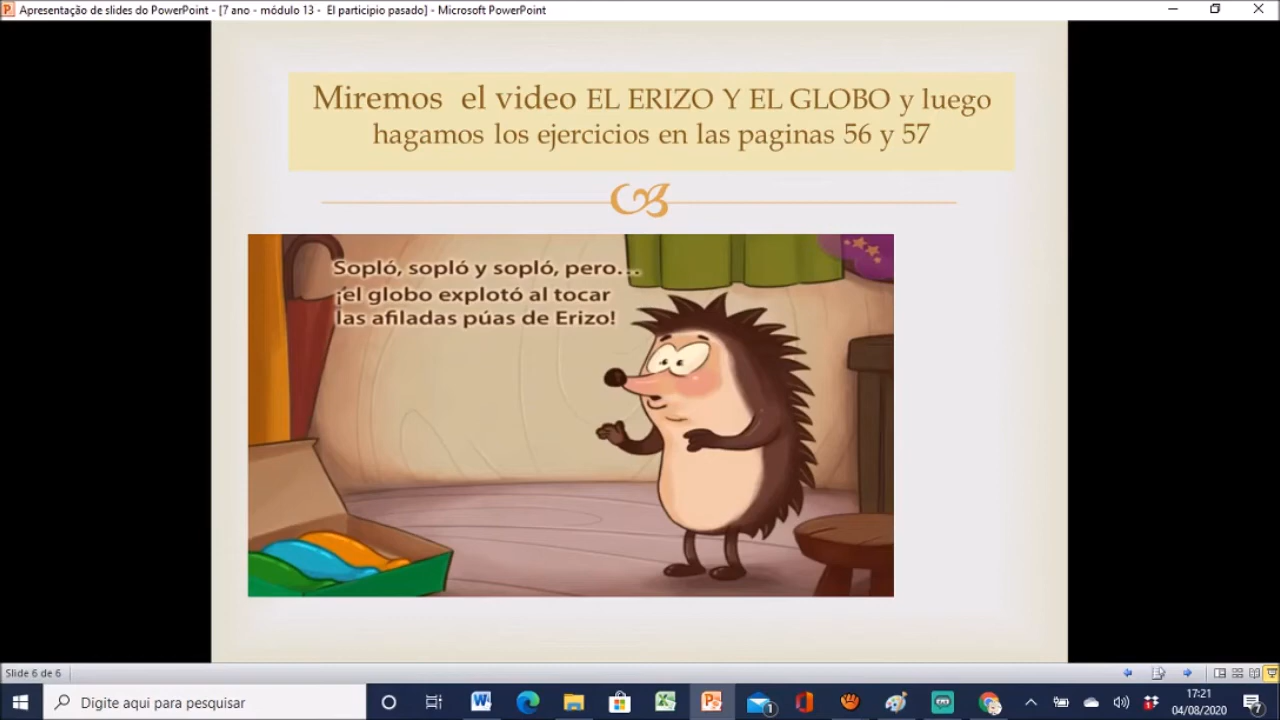 Apresentação de slides do PowerPoint - [7 ano - módulo 13 - El participio pasado] - Microsoft PowerPoint
Miremos el video EL ERIZO Y EL GLOBO y luego
hagamos los ejercicios en las paginas 56 y 57
Sopló, sopló y sopló, pero...
¡el globo explotó al tocar
las afiladas púas de Erizo!
Slide 6 de 6
Digite aqui para pesquisar
1
17:21
04/08/2020
7